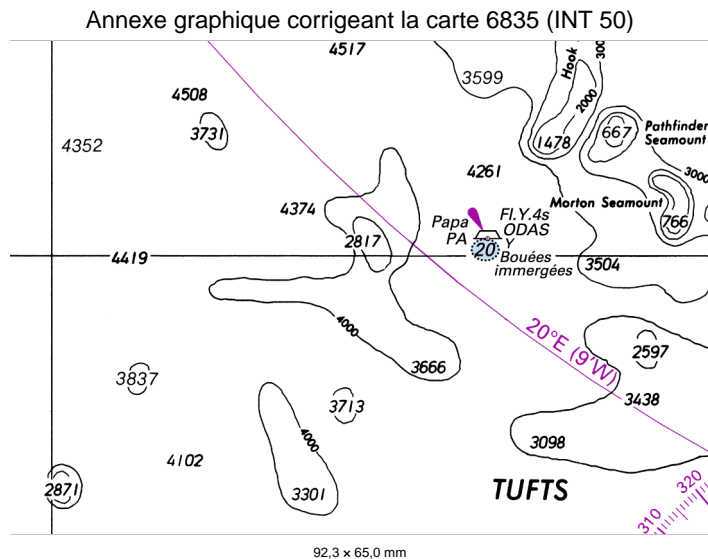 Annexe graphique corrigeant la carte 6835 (INT 50)
4517
3599
Hook
300
4508
2000
3731
4352
1478
667
Pathfinder
Seamount
4261
3000
4374
Morton Seamount
Papa
PA
Fl.Y.4s
ODAS
Y
766
2817
20
Bouées
immergées
4419
3504
4000
20°E (9'W)
2597
3666
3837
3713
3438
4000
3098
4102
2871
3301
TUFTS
320
310
92,3 x 65,0 mm